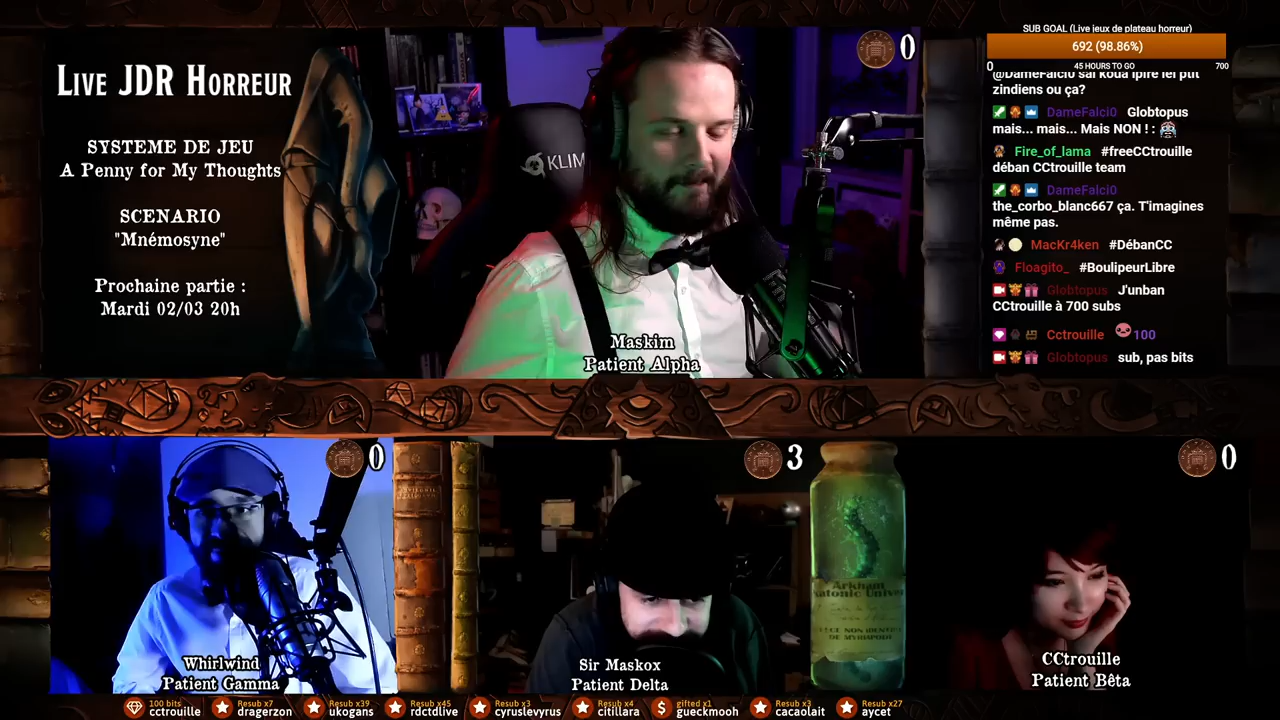 LIVE JDR HORREUR
SYSTEME DE JEU
A Penny for My Thoughts
SCENARIO
"Mnémosyne"
Prochaine partie :
Mardi 02/03 20h
KLIM
0
Maskim
Patient Alpha
SUB GOAL (Live jeux de plateau horreur)
692 (98.86%)
0 45 HOURS TO GO 700
@DameFalci0 sai koua ipire lei ptit
zindiens ou ça?
DameFalci0 Globtopus
mais... mais... Mais NON ! :
Fire_of_lama #freeCCtrouille
déban CCtrouille team
DameFalci0
the_corbo_blanc667 ça. T'imagines
même pas.
MacKr4ken #DébanCC
Floagito_ #BoulipeurLibre
Globtopus J'unban
CCtrouille à 700 subs
Cctrouille 100
Globtopus sub, pas bits
0
Whirlwind
Patient Gamma
3
Sir Maskox
Patient Delta
Arkham
0
CCtrouille
Patient Bêta
100 bits
cctrouille
Resub x7
dragerzon
Resub x39
ukogans
Resub x45
rdctdlive
Resub x3
cyruslevyrus
Resub x4
citillara
gifted x1
gueckmooh
Resub x3
cacaolait
Resub x27
aycet